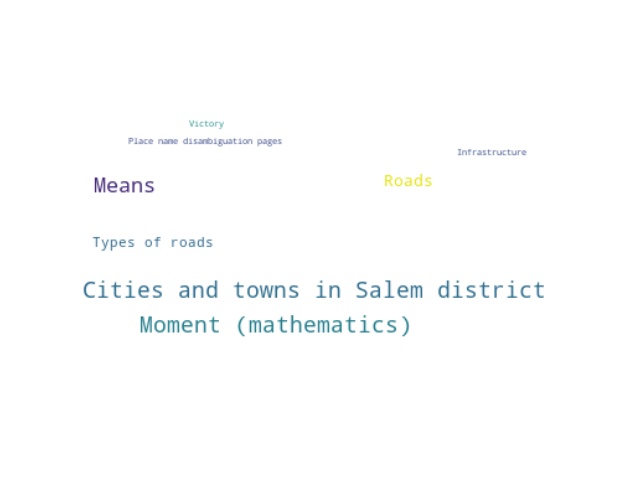 Victory
Place name disambiguation pages
Infrastructure
Means
Roads
Types of roads
Cities and towns in Salem district
Moment (mathematics)